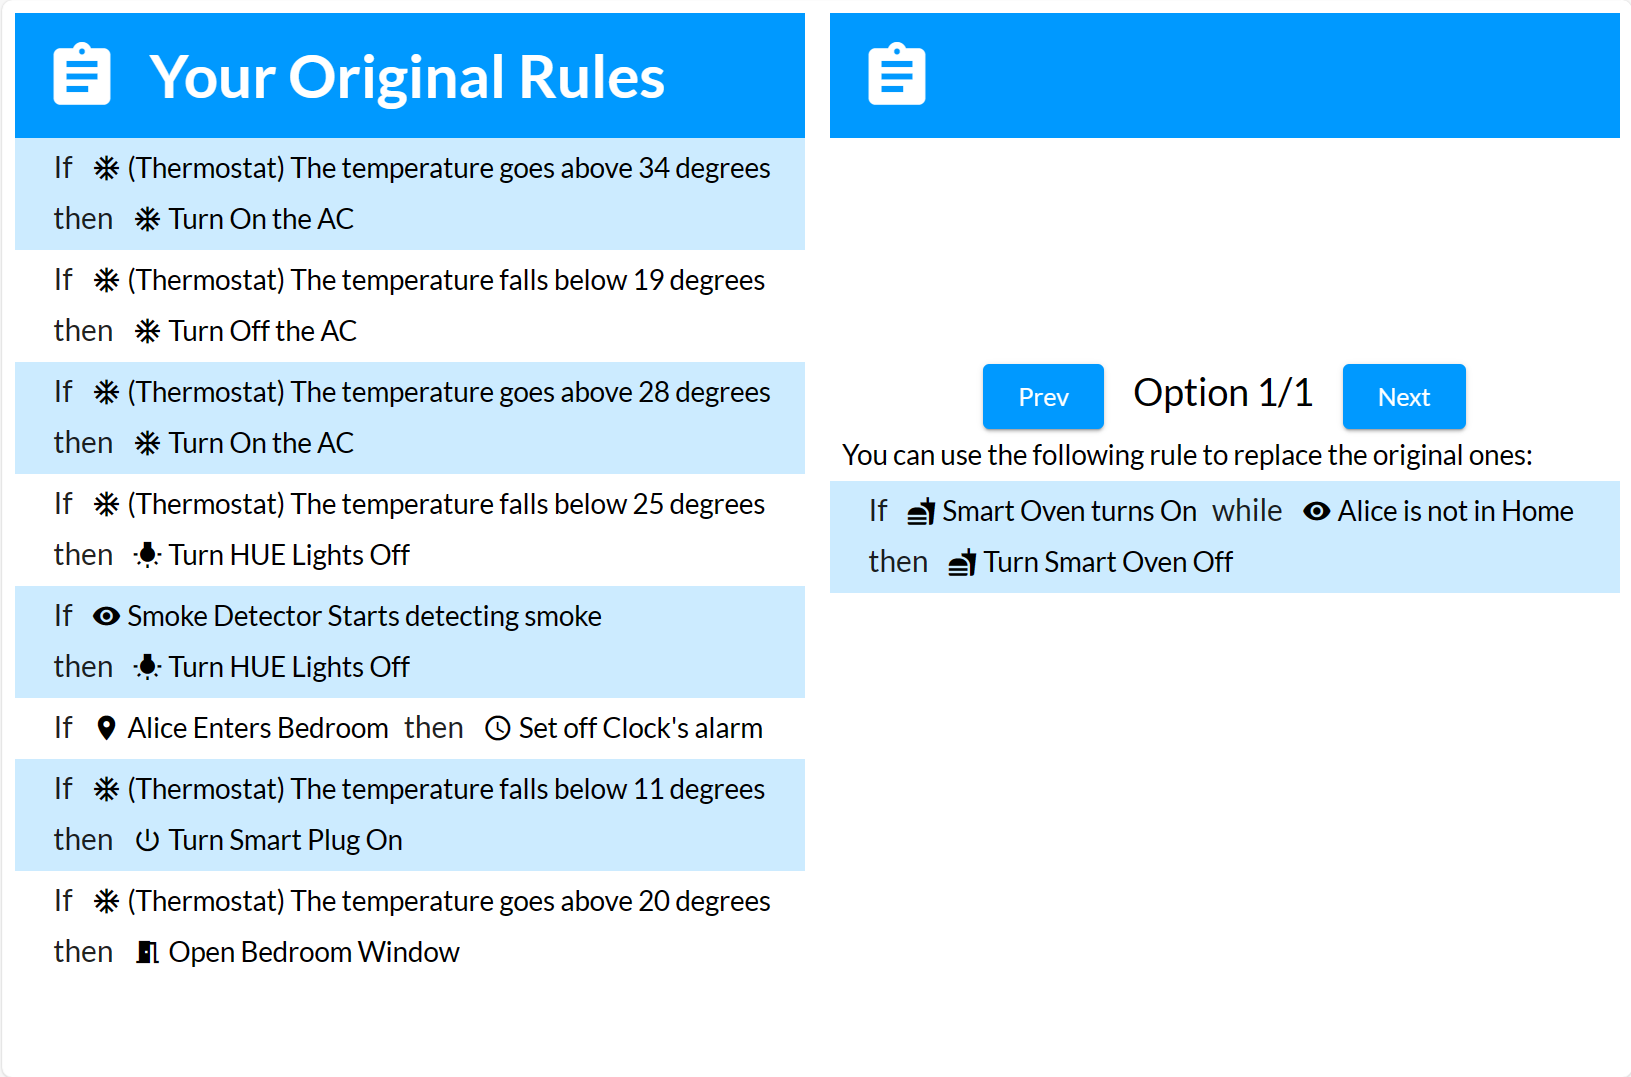 Your Original Rules
If (Thermostat) The temperature goes above 34 degrees
then Turn On the AC
If (Thermostat) The temperature falls below 19 degrees
then Turn Off the AC
If (Thermostat) The temperature goes above 28 degrees
then Turn On the AC
If (Thermostat) The temperature falls below 25 degrees
then Turn HUE Lights Off
If Smoke Detector Starts detecting smoke
then Turn HUE Lights Off
If Alice Enters Bedroom then Set off Clock's alarm
If (Thermostat) The temperature falls below 11 degrees
then Turn Smart Plug On
If (Thermostat) The temperature goes above 20 degrees
then Open Bedroom Window
Prev Option 1/1 Next
You can use the following rule to replace the original ones:
If Smart Oven turns On while Alice is not in Home
then Turn Smart Oven Off